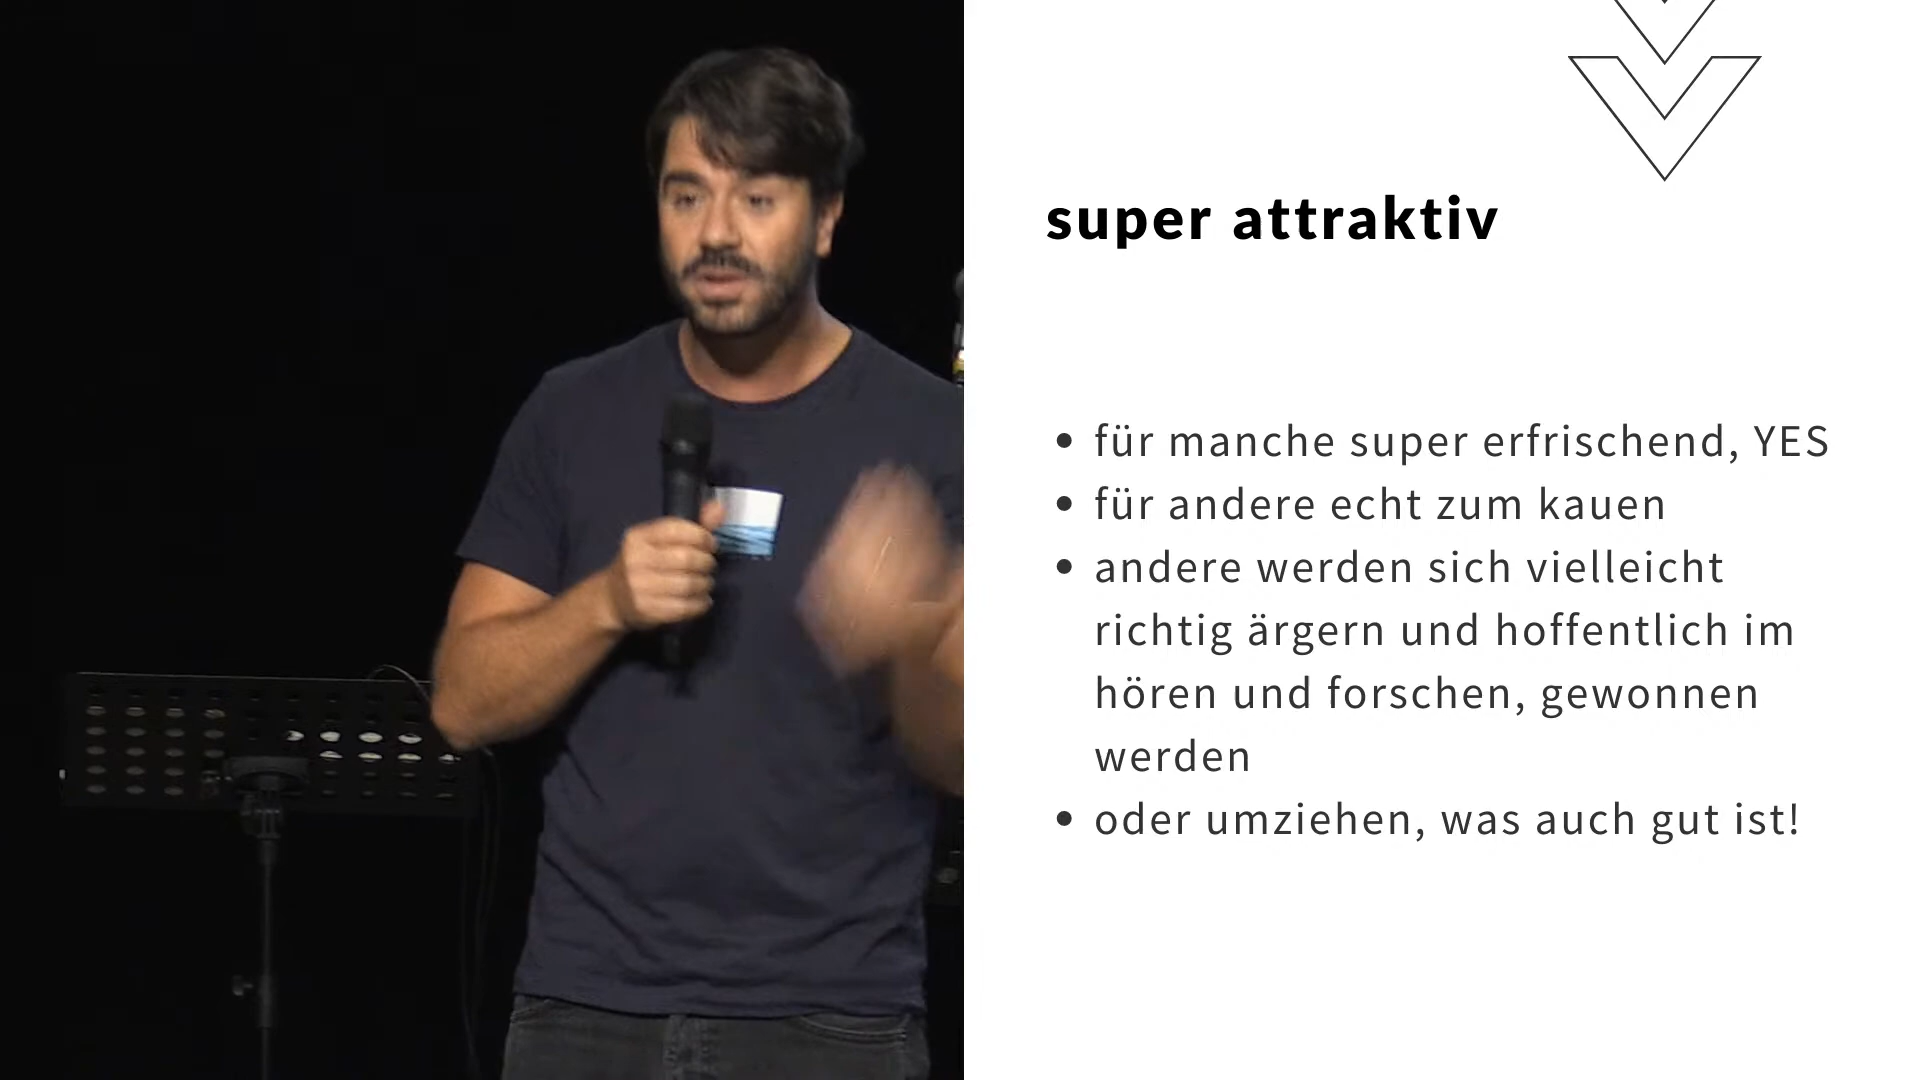 super attraktiv
für manche super erfrischend, YES
für andere echt zum kauen
andere werden sich vielleicht
richtig ärgern und hoffentlich im
hören und forschen, gewonnen
werden
oder umziehen, was auch gut ist!